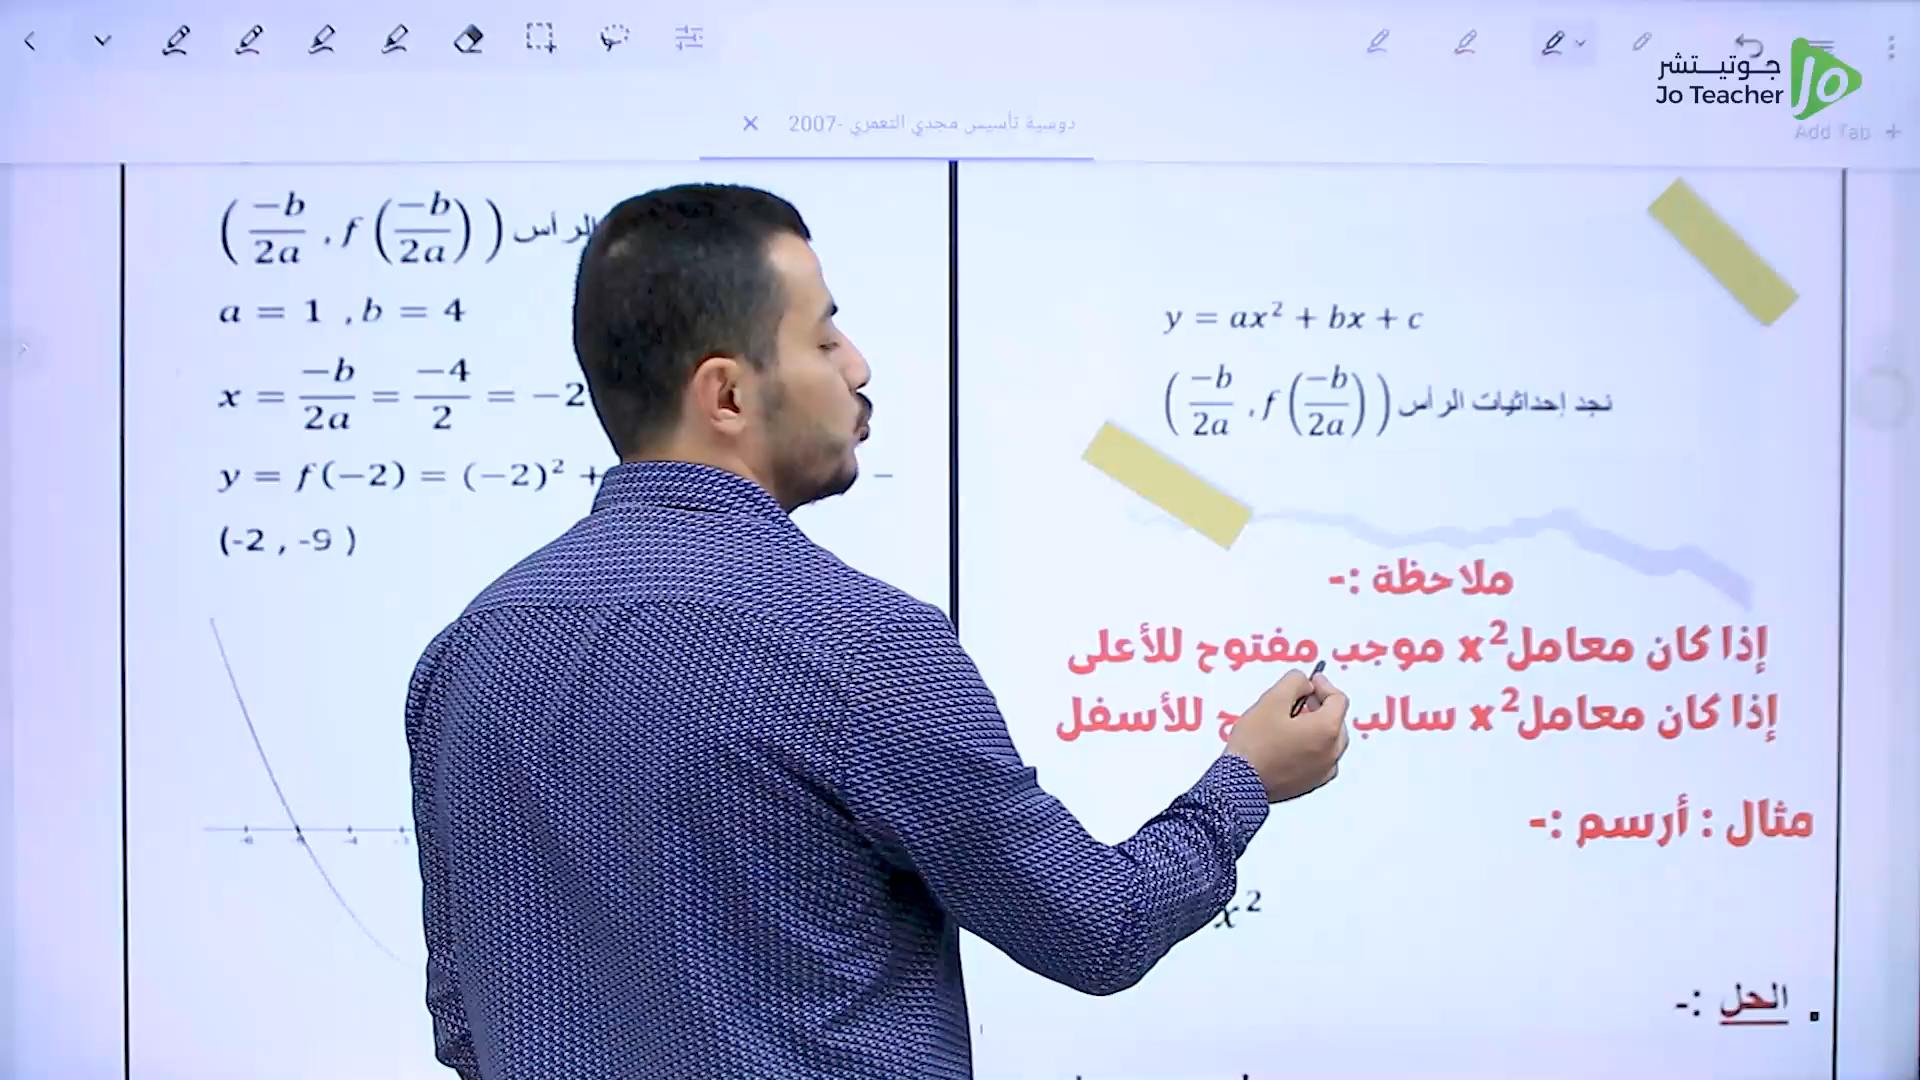 جـوتيـتشر
Jo Teacher
Add Tab +
دوسية تأسيس مجدي التعمري -2007 ×
y = ax² + bx + c
نجد إحداثيات الرأس (−b/2a , f(−b/2a))
ملاحظة :-
إذا كان معامل x² موجب مفتوح للأعلى
إذا كان معامل x² سالب ح للأسفل
مثال : أرسم :-
x²
الحل :-
(−b/2a , f(−b/2a)) الرأس
a = 1 , b = 4
x = −b/2a = −4/2 = −2
y = f(−2) = (−2)² +
(-2 , -9 )